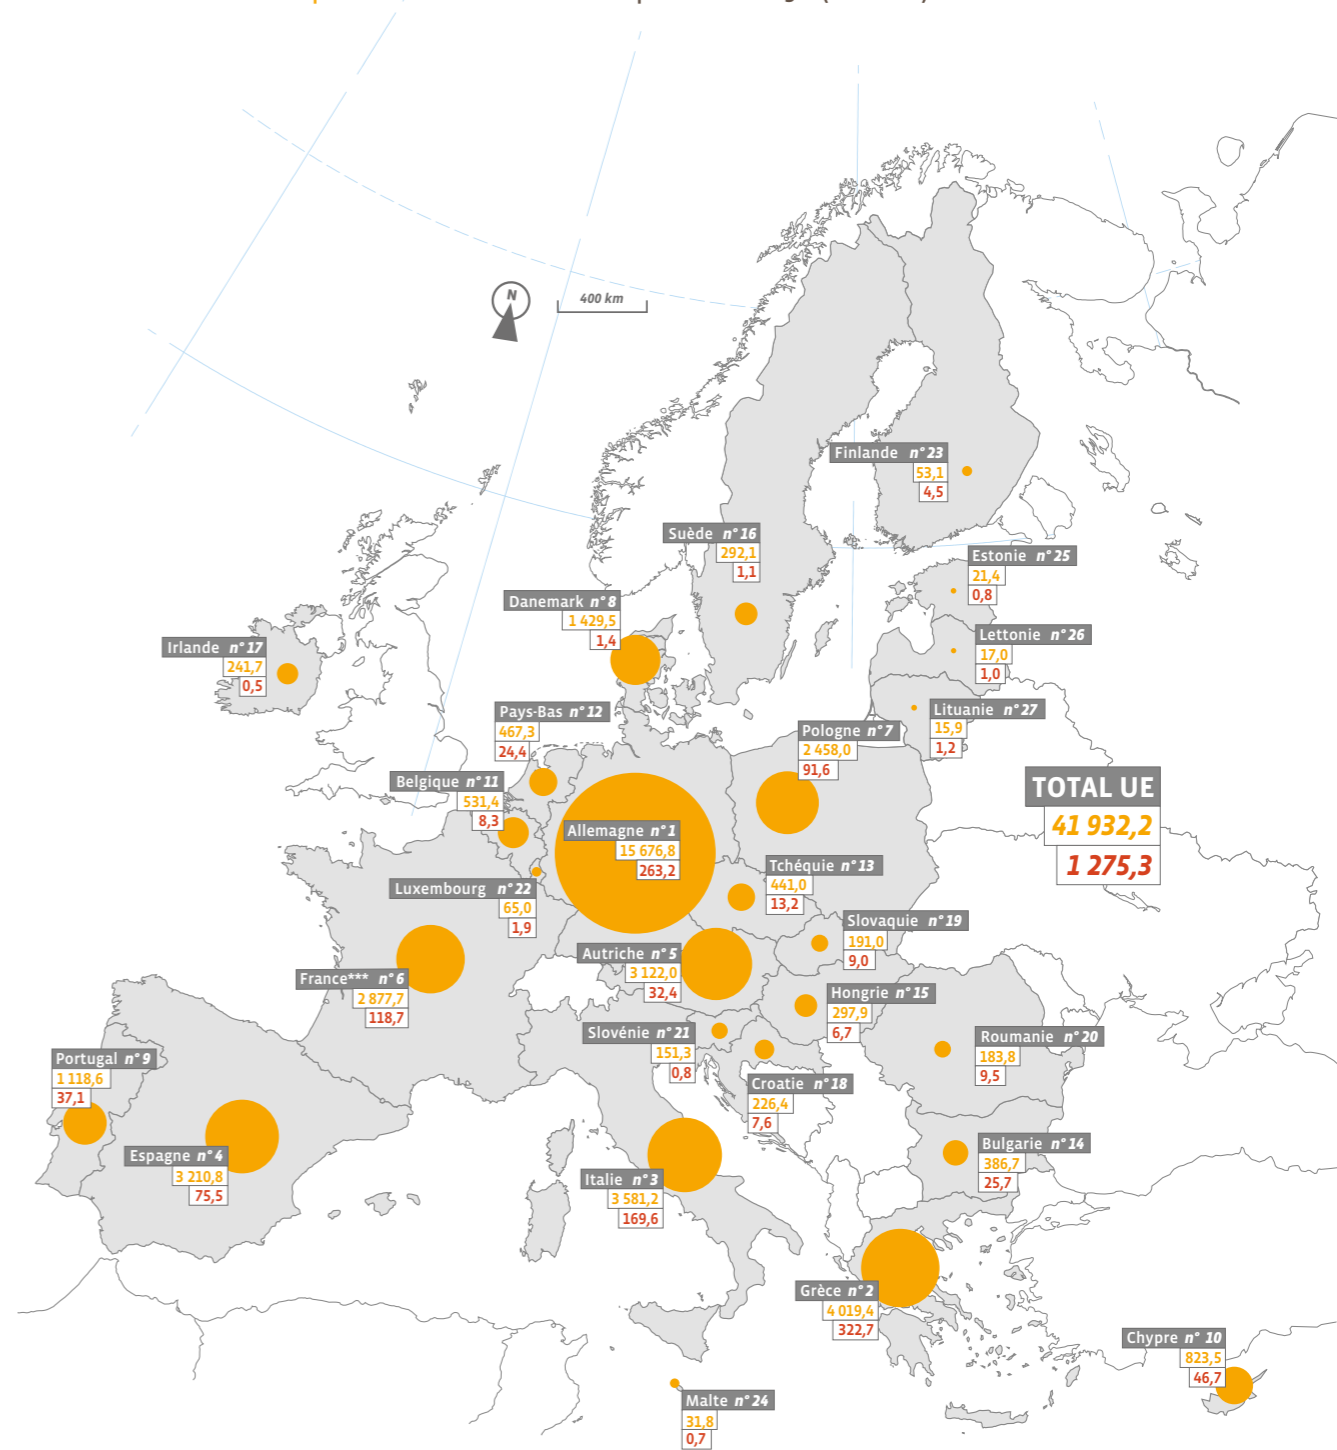 N
400 km
Finlande n° 23
53,1
4,5
Suède n° 16
292,1
1,1
Estonie n° 25
21,4
0,8
Danemark n° 8
1 429,5
1,4
Lettonie n° 26
17,0
1,0
Irlande n° 17
241,7
0,5
Lituanie n° 27
15,9
1,2
Pays-Bas n° 12
467,3
24,4
Pologne n° 7
2 458,0
91,6
Belgique n° 11
531,4
8,3
TOTAL UE
41 932,2
1 275,3
Allemagne n° 1
15 676,8
263,2
Tchéquie n° 13
441,0
13,2
Luxembourg n° 22
65,0
1,9
Slovaquie n° 19
191,0
9,0
Autriche n° 5
3 122,0
32,4
France*** n° 6
2 877,7
118,7
Hongrie n° 15
297,9
6,7
Slovénie n° 21
151,3
0,8
Roumanie n° 20
183,8
9,5
Portugal n° 9
1 118,6
37,1
Croatie n° 18
226,4
7,6
Bulgarie n° 14
386,7
25,7
Espagne n° 4
3 210,8
75,5
Italie n° 3
3 581,2
169,6
Grèce n° 2
4 019,4
322,7
Chypre n° 10
823,5
46,7
Malte n° 24
31,8
0,7